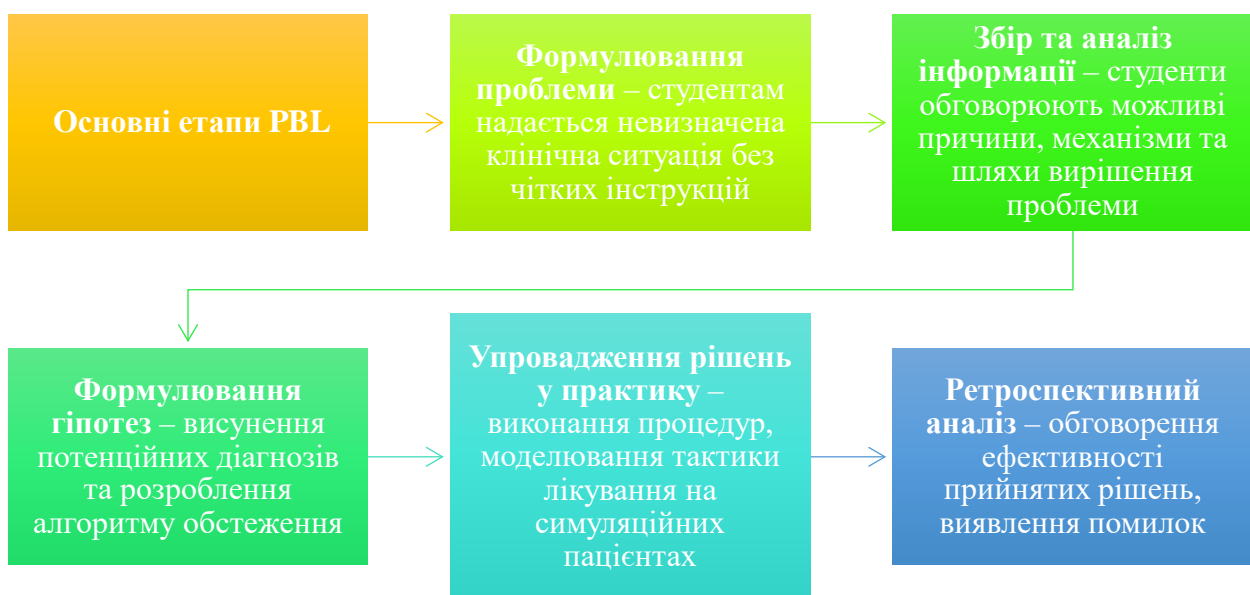 Основні етапи PBL
Формулювання
проблеми – студентам
надається невизначена
клінічна ситуація без
чітких інструкцій
Збір та аналіз
інформації – студенти
обговорюють можливі
причини, механізми та
шляхи вирішення
проблеми
Формулювання
гіпотез – висунення
потенційних діагнозів
та розроблення
алгоритму обстеження
Упровадження рішень
у практику –
виконання процедур,
моделювання тактики
лікування на
симуляційних
пацієнтах
Ретроспективний
аналіз – обговорення
ефективності
прийнятих рішень,
виявлення помилок